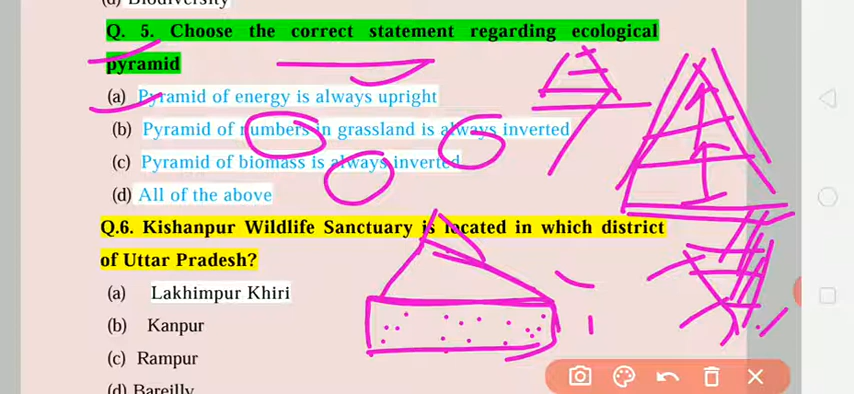 (d) Biodiversity
Q. 5. Choose the correct statement regarding ecological
pyramid
(a) Pyramid of energy is always upright
(b) Pyramid of numbers in grassland is always inverted
(c) Pyramid of biomass is always inverted
(d) All of the above
Q.6. Kishanpur Wildlife Sanctuary is located in which district
of Uttar Pradesh?
(a) Lakhimpur Khiri
(b) Kanpur
(c) Rampur
(d) Bareilly